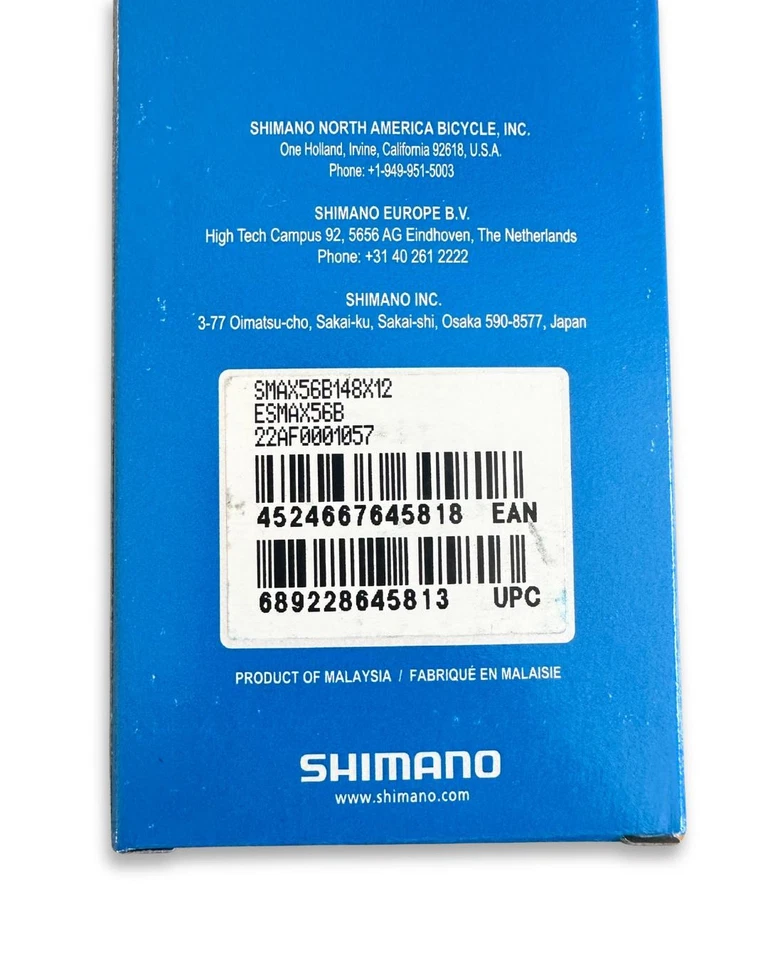 SHIMANO NORTH AMERICA BICYCLE, INC.
One Holland, Irvine, California 92618, U.S.A.
Phone: +1-949-951-5003
SHIMANO EUROPE B.V.
High Tech Campus 92, 5656 AG Eindhoven, The Netherlands
Phone: +31 40 261 2222
SHIMANO INC.
3-77 Oimatsu-cho, Sakai-ku, Sakai-shi, Osaka 590-8577, Japan
SMAX56B148X12
ESMAX56B
22AF0001057
4524667645818 EAN
689228645813 UPC
PRODUCT OF MALAYSIA / FABRIQUÉ EN MALAISIE
SHIMANO
www.shimano.com